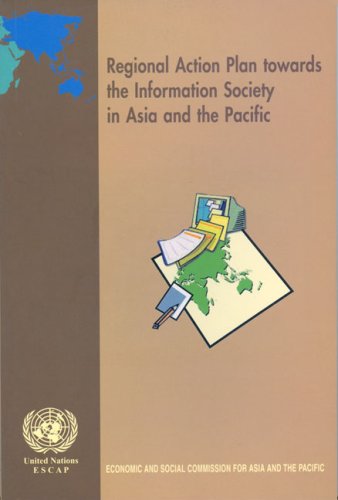 Regional Action Plan towards
the Information Society
in Asia and the Pacific
United Nations
ESCAP
ECONOMIC AND SOCIAL COMMISSION FOR ASIA AND THE PACIFIC